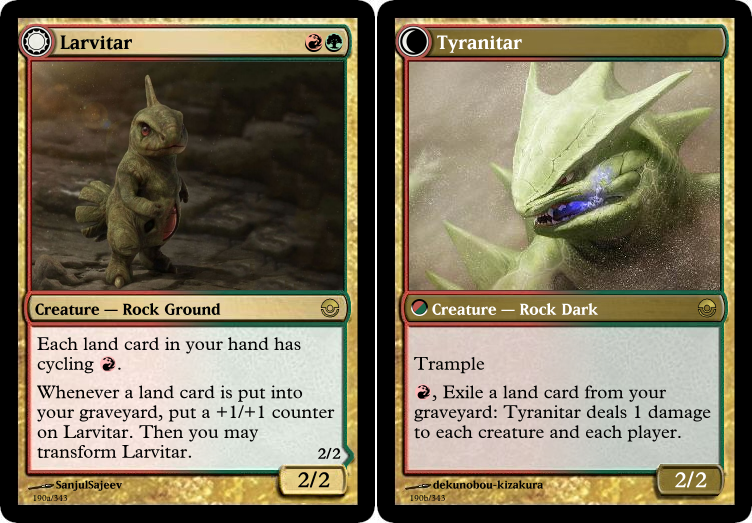 Larvitar
Creature — Rock Ground
Each land card in your hand has
cycling .
Whenever a land card is put into
your graveyard, put a +1/+1 counter
on Larvitar. Then you may
transform Larvitar.
2/2
2/2
SanjulSajeev
190a/343
Tyranitar
Creature — Rock Dark
Trample
, Exile a land card from your
graveyard: Tyranitar deals 1 damage
to each creature and each player.
2/2
dekunobou-kizakura
190b/343